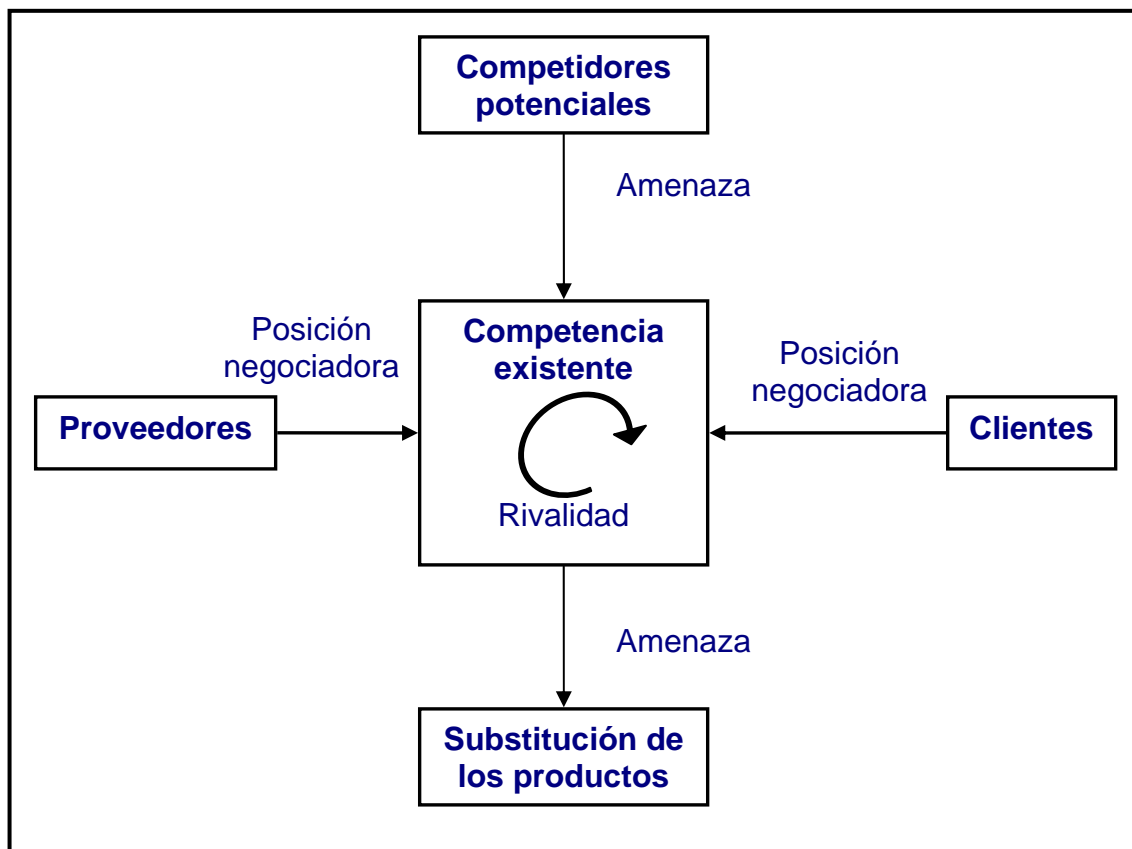 Competidores
potenciales
Amenaza
Posición
negociadora
Competencia
existente
Posición
negociadora
Proveedores
Clientes
Rivalidad
Amenaza
Substitución de
los productos